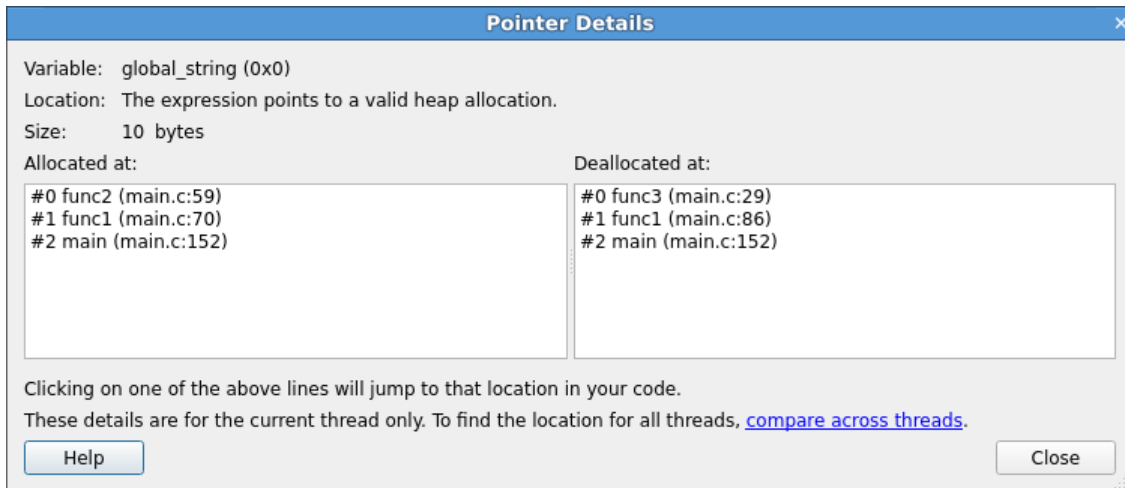 Pointer Details
Variable: global_string (0x0)
Location: The expression points to a valid heap allocation.
Size: 10 bytes
Allocated at:
#0 func2 (main.c:59)
#1 func1 (main.c:70)
#2 main (main.c:152)
Deallocated at:
#0 func3 (main.c:29)
#1 func1 (main.c:86)
#2 main (main.c:152)
Clicking on one of the above lines will jump to that location in your code.
These details are for the current thread only. To find the location for all threads, compare across threads.
Help
Close